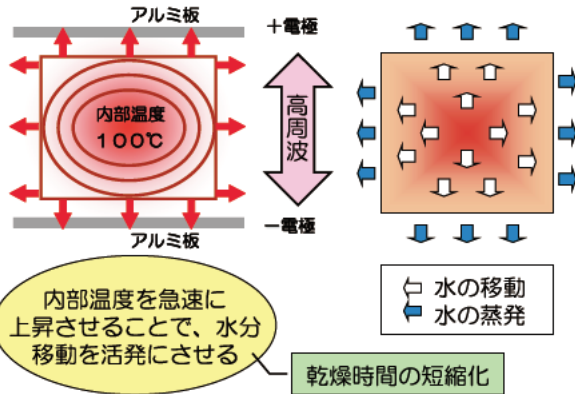 アルミ板
＋電極
内部温度
１００℃
高周波
－電極
アルミ板
内部温度を急速に
上昇させることで、水分
移動を活発にさせる
水の移動
水の蒸発
乾燥時間の短縮化